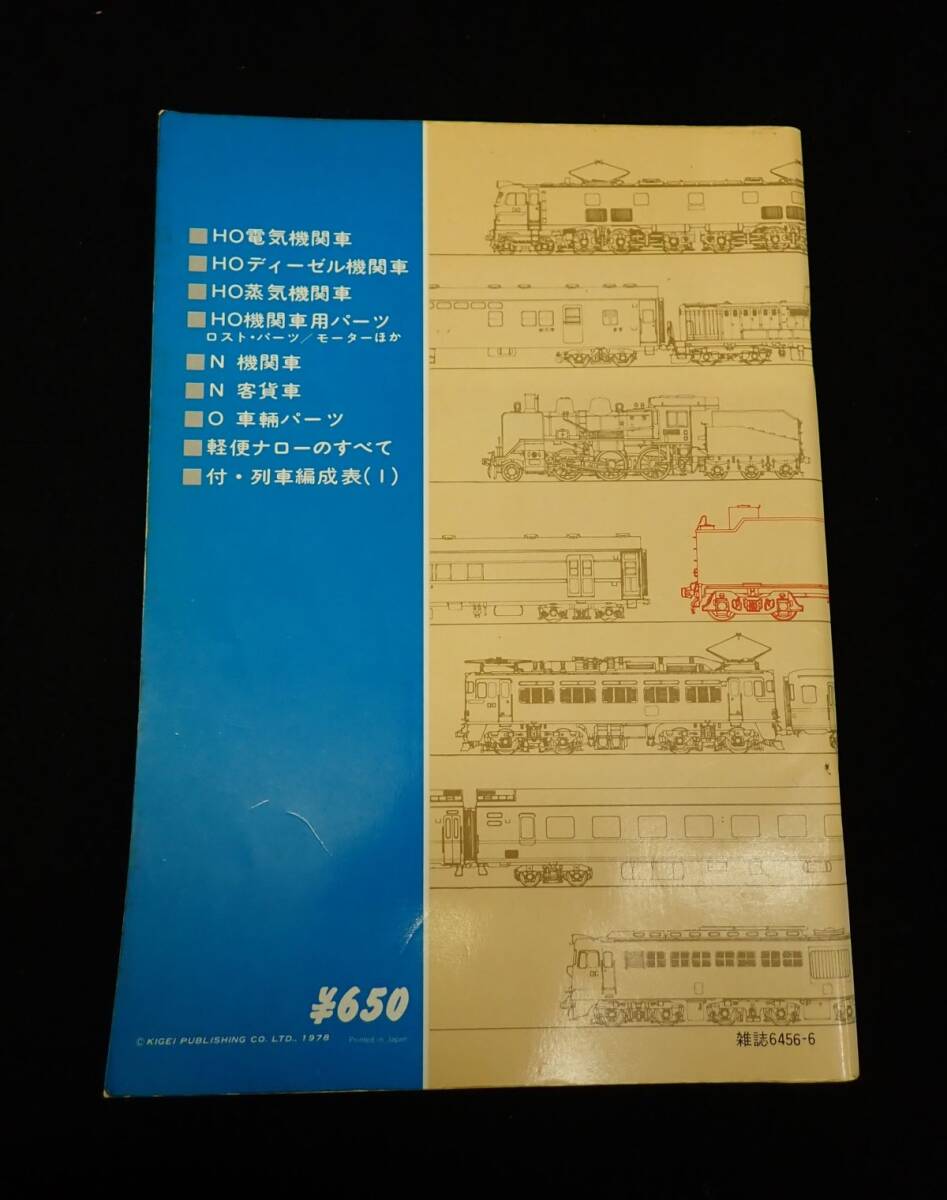 ■HO電気機関車
■HOディーゼル機関車
■HO蒸気機関車
■HO機関車用パーツ
ロスト・パーツ／モーターほか
■N 機関車
■N 客貨車
■O 車輛パーツ
■軽便ナローのすべて
■付・列車編成表(1)
¥650
© KIGEI PUBLISHING CO. LTD., 1978 Printed in Japan
雑誌6456-6